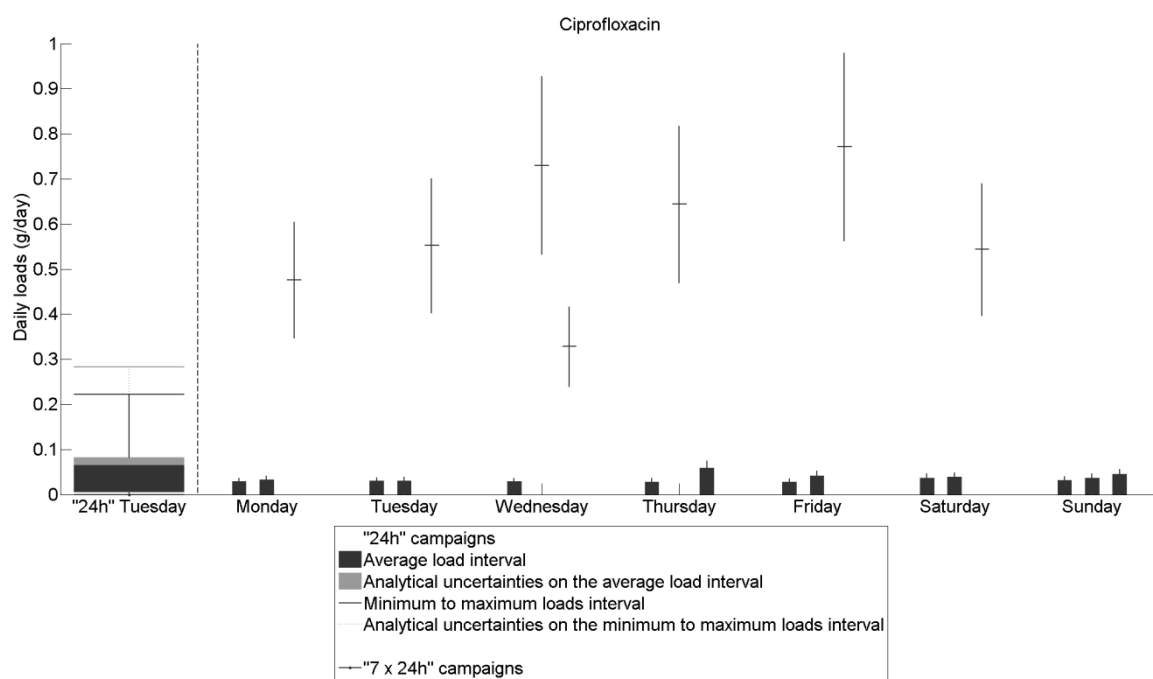 Ciprofloxacin
Daily loads (g/day)
1
0.9
0.8
0.7
0.6
0.5
0.4
0.3
0.2
0.1
0
"24h" Tuesday Monday Tuesday Wednesday Thursday Friday Saturday Sunday
"24h" campaigns
Average load interval
Analytical uncertainties on the average load interval
Minimum to maximum loads interval
Analytical uncertainties on the minimum to maximum loads interval
"7 x 24h" campaigns